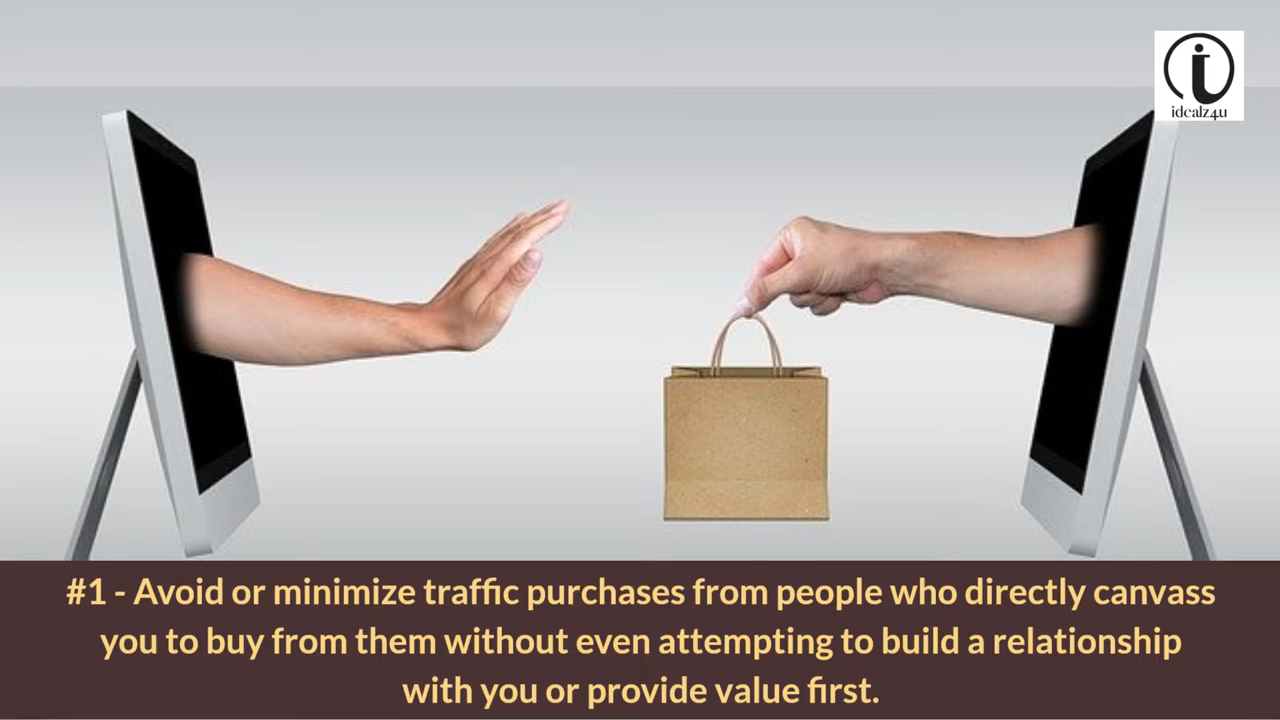 idealz4u
#1 - Avoid or minimize traffic purchases from people who directly canvass
you to buy from them without even attempting to build a relationship
with you or provide value first.